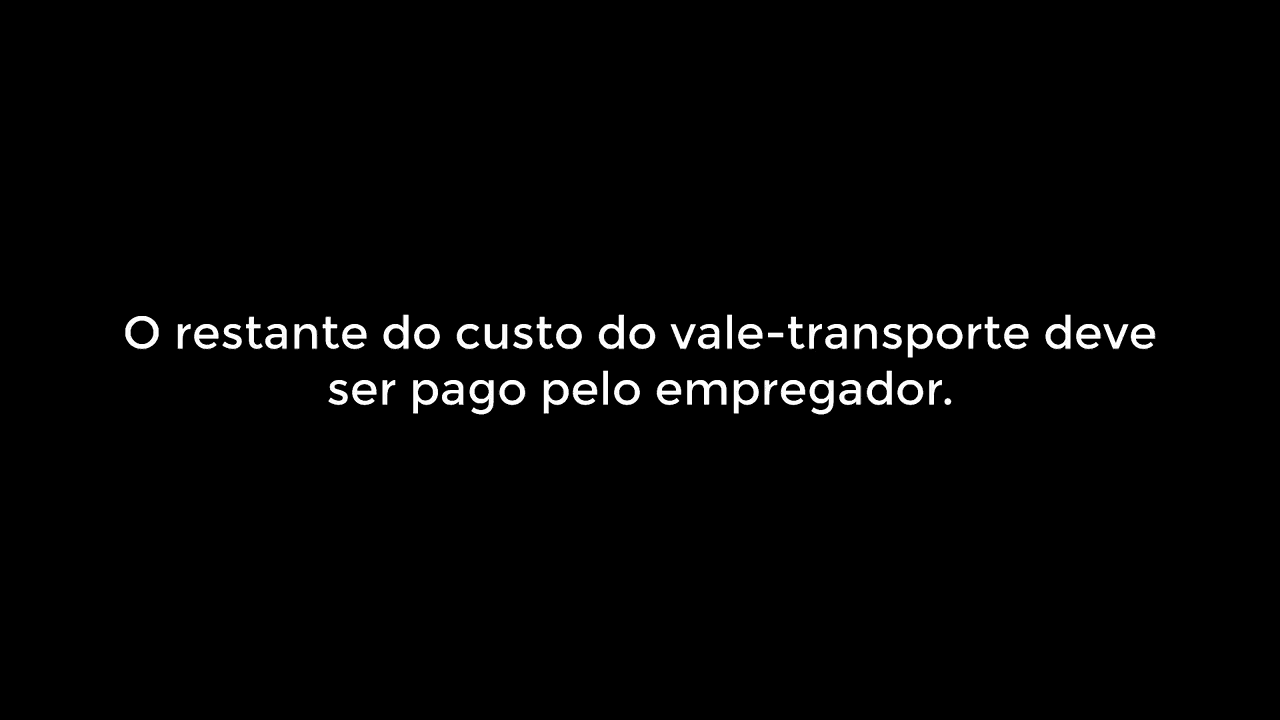 O restante do custo do vale-transporte deve
ser pago pelo empregador.